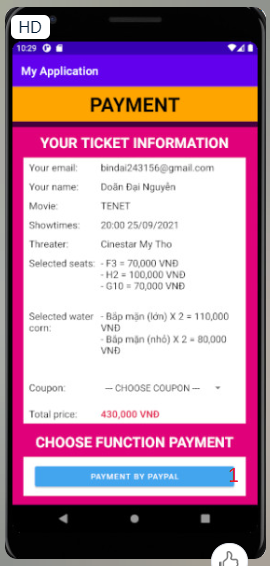 HD
10:29
My Application
PAYMENT
YOUR TICKET INFORMATION
Your email: bindai243156@gmail.com
Your name: Doãn Đại Nguyên
Movie: TENET
Showtimes: 20:00 25/09/2021
Threater: Cinestar My Tho
Selected seats: - F3 = 70,000 VNĐ
- H2 = 100,000 VNĐ
- G10 = 70,000 VNĐ
Selected water corn: - Bắp mặn (lớn) X 2 = 110,000 VNĐ
- Bắp mặn (nhỏ) X 2 = 80,000 VNĐ
Coupon: --- CHOOSE COUPON ---
Total price: 430,000 VNĐ
CHOOSE FUNCTION PAYMENT
PAYMENT BY PAYPAL 1